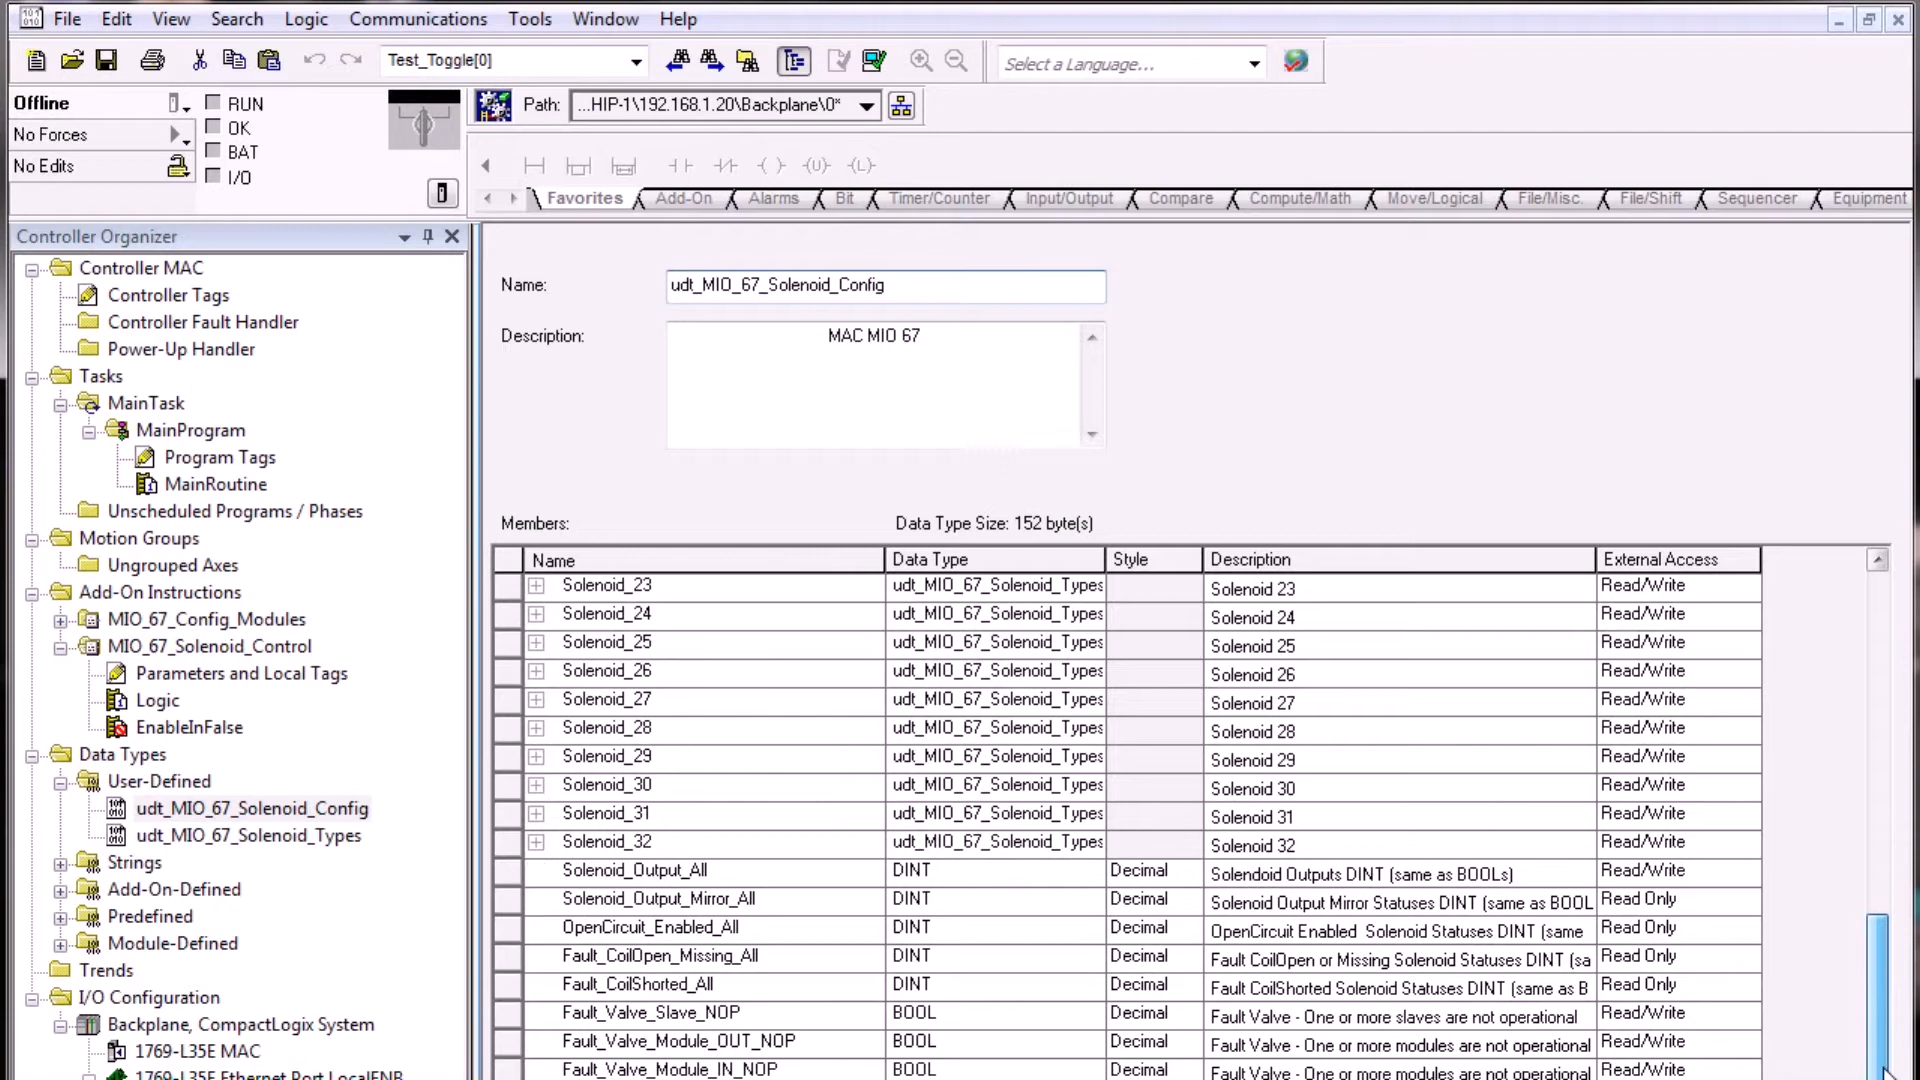 File Edit View Search Logic Communications Tools Window Help
Test_Toggle[0]
Select a Language...
Offline
RUN
Path: ...HIP-1\192.168.1.20\Backplane\0*
No Forces
OK
BAT
No Edits
I/O
Favorites Add-On Alarms Bit Timer/Counter Input/Output Compare Compute/Math Move/Logical File/Misc. File/Shift Sequencer Equipment
Controller Organizer
Controller MAC
Controller Tags
Controller Fault Handler
Power-Up Handler
Tasks
MainTask
MainProgram
Program Tags
MainRoutine
Unscheduled Programs / Phases
Motion Groups
Ungrouped Axes
Add-On Instructions
MIO_67_Config_Modules
MIO_67_Solenoid_Control
Parameters and Local Tags
Logic
EnableInFalse
Data Types
User-Defined
udt_MIO_67_Solenoid_Config
udt_MIO_67_Solenoid_Types
Strings
Add-On-Defined
Predefined
Module-Defined
Trends
I/O Configuration
Backplane, CompactLogix System
1769-L35E MAC
1769-L35E Ethernet Port LocalENB
Name: udt_MIO_67_Solenoid_Config
Description: MAC MIO 67
Members: Data Type Size: 152 byte(s)
Name Data Type Style Description External Access
Solenoid_23 udt_MIO_67_Solenoid_Types Solenoid 23 Read/Write
Solenoid_24 udt_MIO_67_Solenoid_Types Solenoid 24 Read/Write
Solenoid_25 udt_MIO_67_Solenoid_Types Solenoid 25 Read/Write
Solenoid_26 udt_MIO_67_Solenoid_Types Solenoid 26 Read/Write
Solenoid_27 udt_MIO_67_Solenoid_Types Solenoid 27 Read/Write
Solenoid_28 udt_MIO_67_Solenoid_Types Solenoid 28 Read/Write
Solenoid_29 udt_MIO_67_Solenoid_Types Solenoid 29 Read/Write
Solenoid_30 udt_MIO_67_Solenoid_Types Solenoid 30 Read/Write
Solenoid_31 udt_MIO_67_Solenoid_Types Solenoid 31 Read/Write
Solenoid_32 udt_MIO_67_Solenoid_Types Solenoid 32 Read/Write
Solenoid_Output_All DINT Decimal Solendoid Outputs DINT (same as BOOLs) Read/Write
Solenoid_Output_Mirror_All DINT Decimal Solenoid Output Mirror Statuses DINT (same as BOOL Read Only
OpenCircuit_Enabled_All DINT Decimal OpenCircuit Enabled Solenoid Statuses DINT (same Read Only
Fault_CoilOpen_Missing_All DINT Decimal Fault CoilOpen or Missing Solenoid Statuses DINT (sa Read Only
Fault_CoilShorted_All DINT Decimal Fault CoilShorted Solenoid Statuses DINT (same as B Read Only
Fault_Valve_Slave_NOP BOOL Decimal Fault Valve - One or more slaves are not operational Read/Write
Fault_Valve_Module_OUT_NOP BOOL Decimal Fault Valve - One or more modules are not operational Read/Write
Fault_Valve_Module_IN_NOP BOOL Decimal Fault Valve - One or more modules are not operational Read/Write